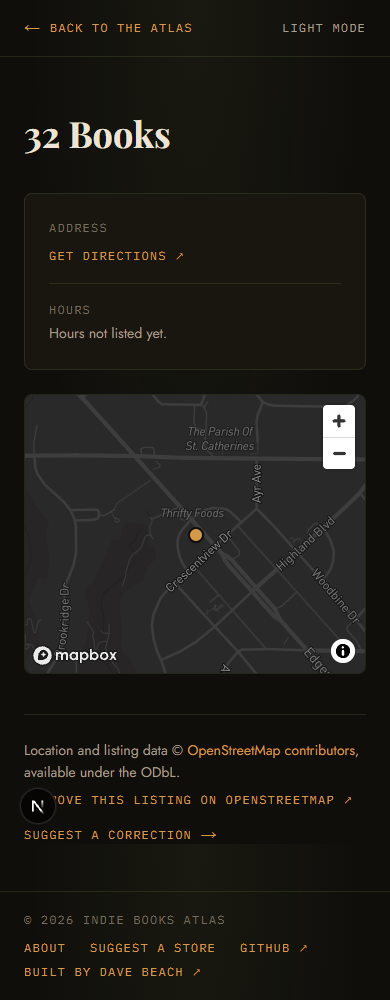 ← BACK TO THE ATLAS
LIGHT MODE
32 Books
ADDRESS
GET DIRECTIONS ↗
HOURS
Hours not listed yet.
The Parish Of
St. Catherines
Ayr Ave
Thrifty Foods
Crescentview Dr
Highland Blvd
Woodbine Dr
rookridge Dr
Edge
A
mapbox
Location and listing data © OpenStreetMap contributors,
available under the ODbL.
OVE THIS LISTING ON OPENSTREETMAP ↗
N
SUGGEST A CORRECTION →
© 2026 INDIE BOOKS ATLAS
ABOUT SUGGEST A STORE GITHUB ↗
BUILT BY DAVE BEACH ↗